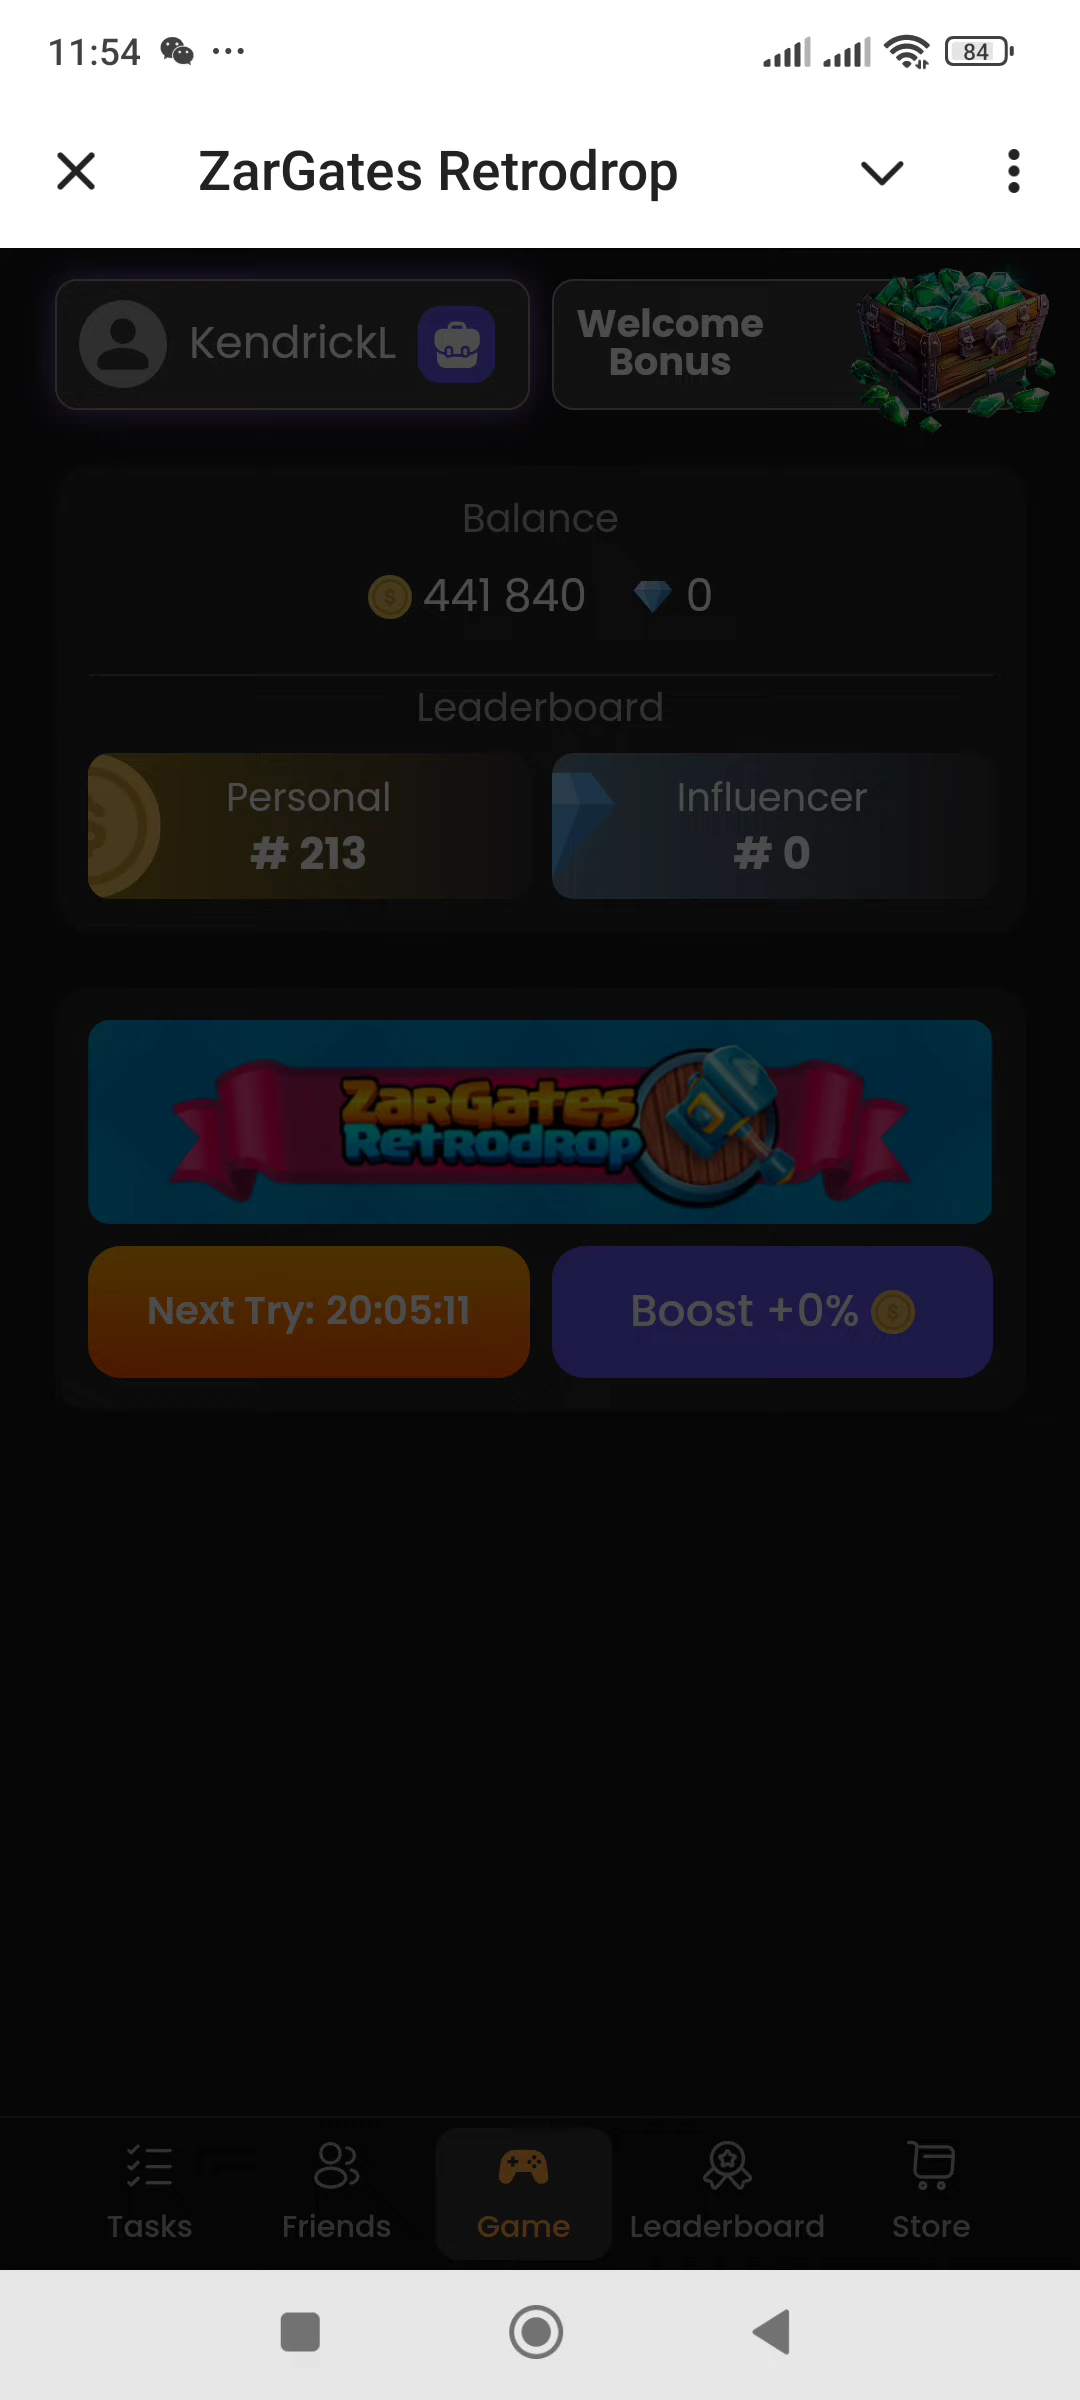 11:54
84
ZarGates Retrodrop
KendrickL
Welcome
Bonus
Balance
441 840
0
Leaderboard
Personal
# 213
Influencer
# 0
ZarGates
Retrodrop
Next Try: 20:05:11
Boost +0%
Tasks
Friends
Game
Leaderboard
Store